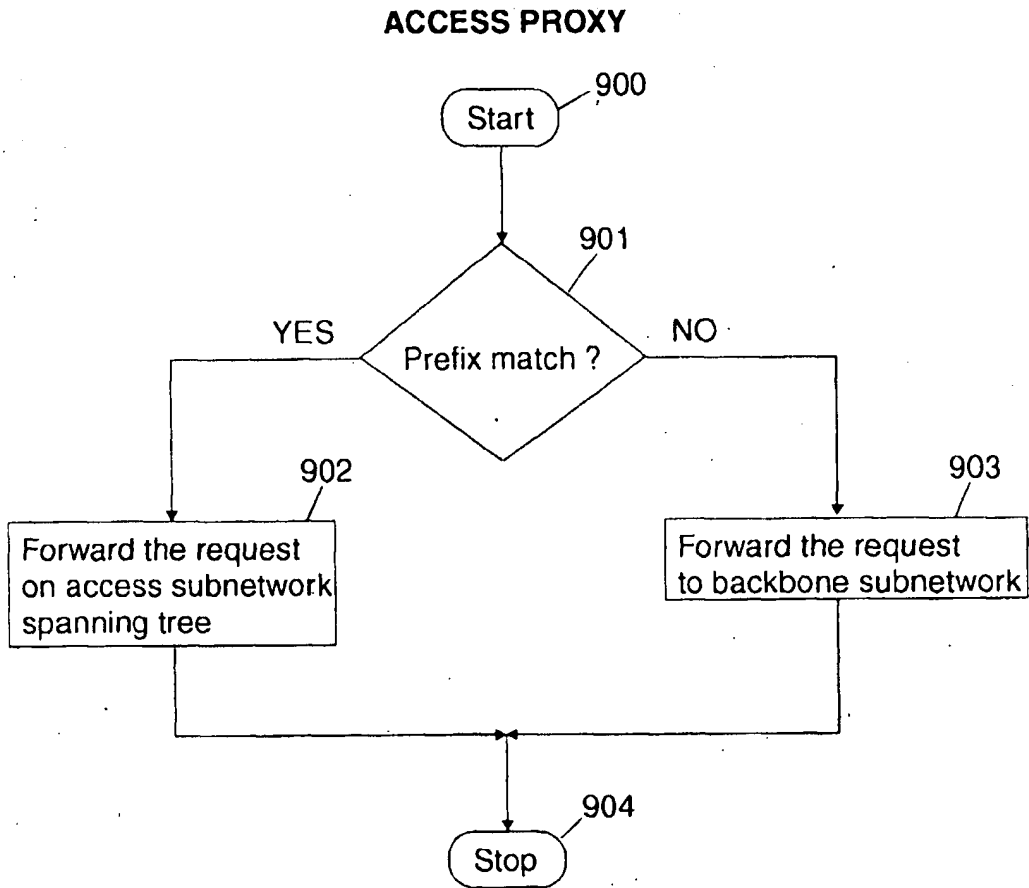 ACCESS PROXY
900
Start
901
YES
NO
Prefix match ?
902
903
Forward the request
on access subnetwork
spanning tree
Forward the request
to backbone subnetwork
904
Stop